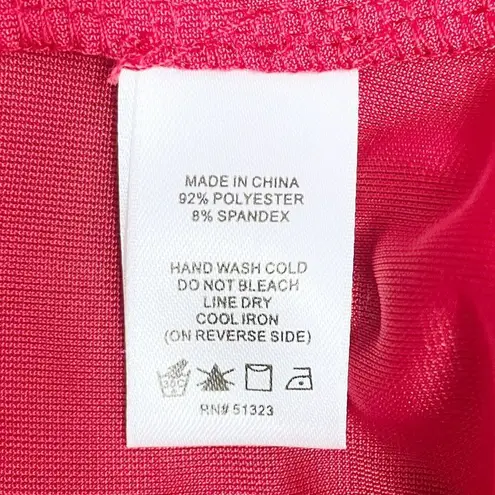 MADE IN CHINA
92% POLYESTER
8% SPANDEX
HAND WASH COLD
DO NOT BLEACH
LINE DRY
COOL IRON
(ON REVERSE SIDE)
30C
RN# 51323